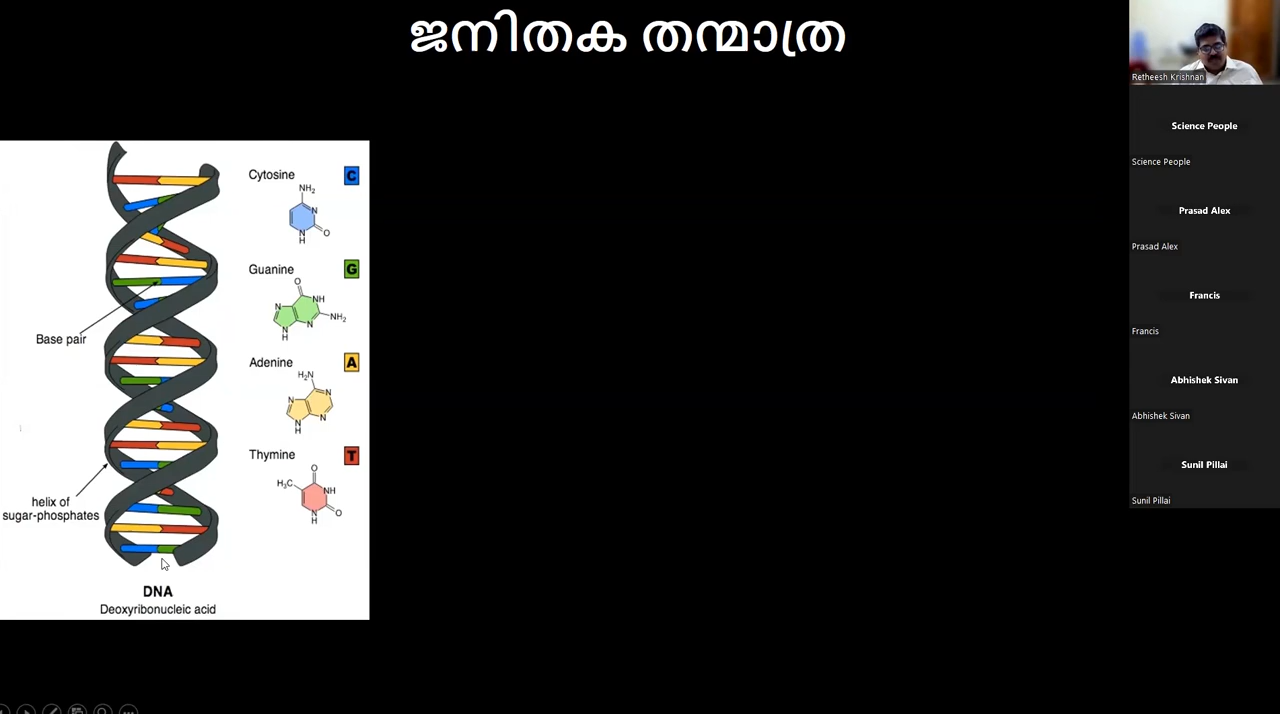 ജനിതക തന്മാത്ര
Cytosine C
NH₂
N
N
H
O
Guanine G
O
N
NH
N
H
N
NH₂
Adenine A
H₂N
N
N
N
H
N
Thymine T
O
H₃C
NH
N
H
O
Base pair
helix of
sugar-phosphates
DNA
Deoxyribonucleic acid
Retheesh Krishnan
Science People
Science People
Prasad Alex
Prasad Alex
Francis
Francis
Abhishek Sivan
Abhishek Sivan
Sunil Pillai
Sunil Pillai